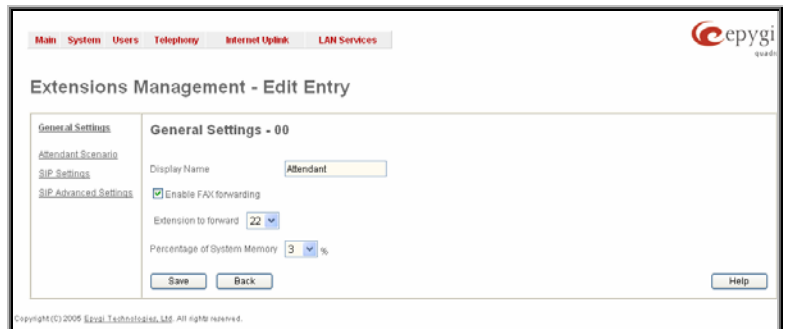 Main System Users Telephony Internet Uplink LAN Services
epygi
quadro
Extensions Management - Edit Entry
General Settings
Attendant Scenario
SIP Settings
SIP Advanced Settings
General Settings - 00
Display Name Attendant
Enable FAX forwarding
Extension to forward 22
Percentage of System Memory 3 %
Save Back Help
Copyright (C) 2005 Epygi Technologies, Ltd. All rights reserved.